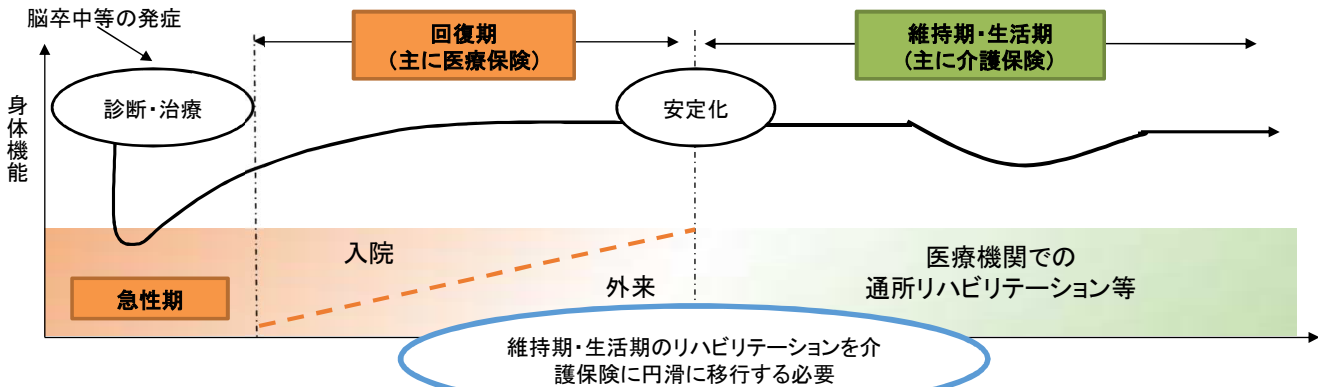 脳卒中等の発症
回復期
(主に医療保険)
維持期・生活期
(主に介護保険)
診断・治療
安定化
身体機能
入院
外来
急性期
医療機関での
通所リハビリテーション等
維持期・生活期のリハビリテーションを介
護保険に円滑に移行する必要